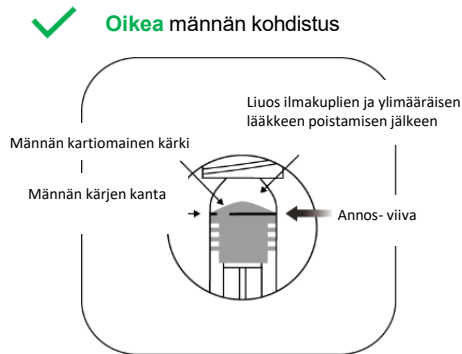 Oikea männän kohdistus
Liuos ilmakuplien ja ylimääräisen
lääkkeen poistamisen jälkeen
Männän kartiomainen kärki
Männän kärjen kanta
Annos- viiva